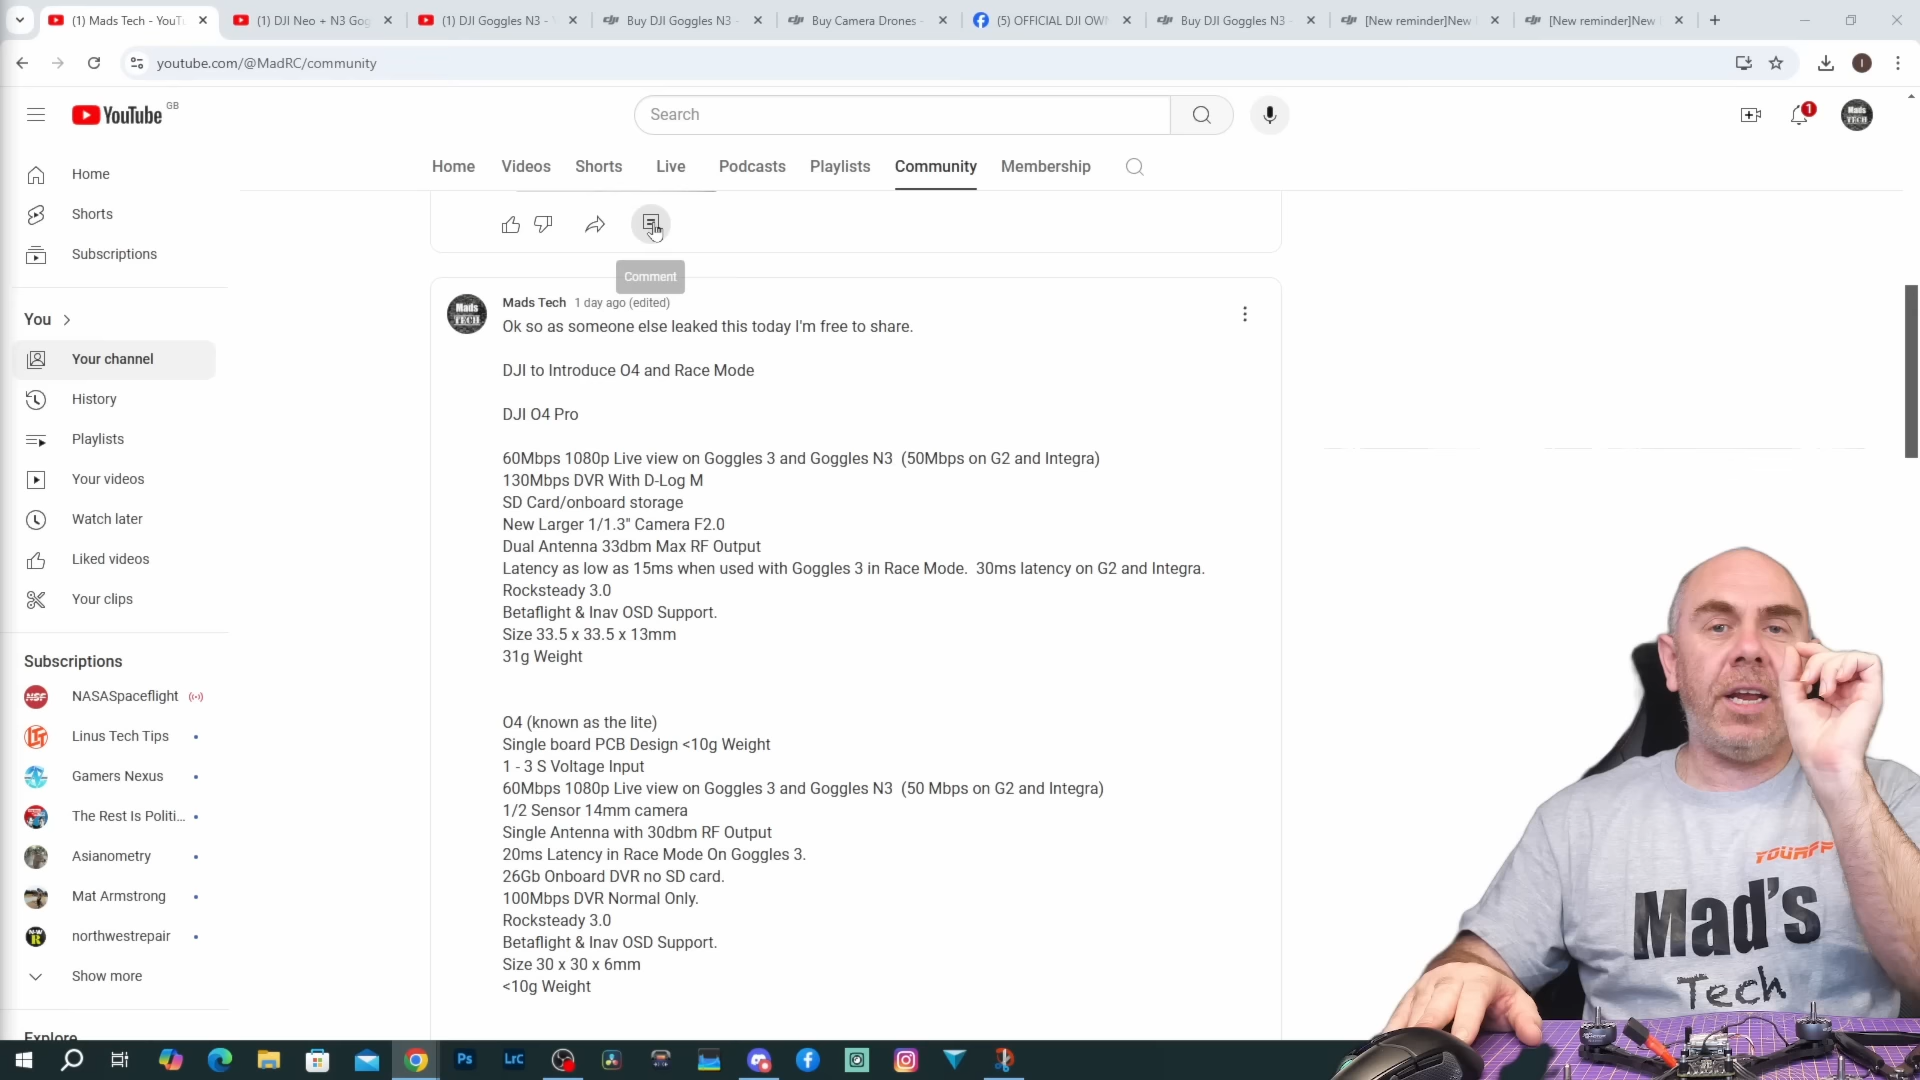 (1) Mads Tech - YouTu
(1) DJI Neo + N3 Gog
(1) DJI Goggles N3 - Y
Buy DJI Goggles N3 -
Buy Camera Drones -
(5) OFFICIAL DJI OWN
Buy DJI Goggles N3 -
[New reminder]New
[New reminder]New
youtube.com/@MadRC/community
I
YouTube GB
Search
1
Mads
TECH
Home
Videos
Shorts
Live
Podcasts
Playlists
Community
Membership
Home
Shorts
Subscriptions
You
Your channel
History
Playlists
Your videos
Watch later
Liked videos
Your clips
Subscriptions
NASASpaceflight
Linus Tech Tips
Gamers Nexus
The Rest Is Politi...
Asianometry
Mat Armstrong
northwestrepair
Show more
Explore
Comment
Mads
TECH
Mads Tech 1 day ago (edited)
Ok so as someone else leaked this today I'm free to share.
DJI to Introduce O4 and Race Mode
DJI O4 Pro
60Mbps 1080p Live view on Goggles 3 and Goggles N3 (50Mbps on G2 and Integra)
130Mbps DVR With D-Log M
SD Card/onboard storage
New Larger 1/1.3" Camera F2.0
Dual Antenna 33dbm Max RF Output
Latency as low as 15ms when used with Goggles 3 in Race Mode. 30ms latency on G2 and Integra.
Rocksteady 3.0
Betaflight & Inav OSD Support.
Size 33.5 x 33.5 x 13mm
31g Weight
O4 (known as the lite)
Single board PCB Design <10g Weight
1 - 3 S Voltage Input
60Mbps 1080p Live view on Goggles 3 and Goggles N3 (50 Mbps on G2 and Integra)
1/2 Sensor 14mm camera
Single Antenna with 30dbm RF Output
20ms Latency in Race Mode On Goggles 3.
26Gb Onboard DVR no SD card.
100Mbps DVR Normal Only.
Rocksteady 3.0
Betaflight & Inav OSD Support.
Size 30 x 30 x 6mm
<10g Weight
Mad's
Tech
Ps
LrC